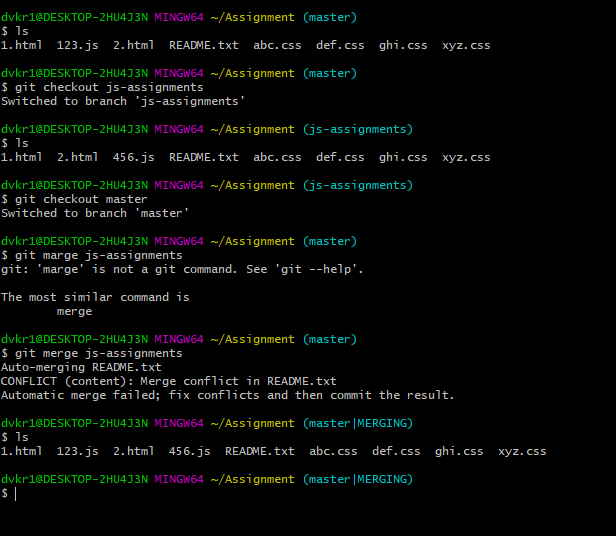 dvkr1@DESKTOP-2HU4J3N MINGW64 ~/Assignment (master)
$ ls
1.html  123.js  2.html  README.txt  abc.css  def.css  ghi.css  xyz.css
dvkr1@DESKTOP-2HU4J3N MINGW64 ~/Assignment (master)
$ git checkout js-assignments
Switched to branch 'js-assignments'
dvkr1@DESKTOP-2HU4J3N MINGW64 ~/Assignment (js-assignments)
$ ls
1.html  2.html  456.js  README.txt  abc.css  def.css  ghi.css  xyz.css
dvkr1@DESKTOP-2HU4J3N MINGW64 ~/Assignment (js-assignments)
$ git checkout master
Switched to branch 'master'
dvkr1@DESKTOP-2HU4J3N MINGW64 ~/Assignment (master)
$ git marge js-assignments
git: 'marge' is not a git command. See 'git --help'.
The most similar command is
        merge
dvkr1@DESKTOP-2HU4J3N MINGW64 ~/Assignment (master)
$ git merge js-assignments
Auto-merging README.txt
CONFLICT (content): Merge conflict in README.txt
Automatic merge failed; fix conflicts and then commit the result.
dvkr1@DESKTOP-2HU4J3N MINGW64 ~/Assignment (master|MERGING)
$ ls
1.html  123.js  2.html  456.js  README.txt  abc.css  def.css  ghi.css  xyz.css
dvkr1@DESKTOP-2HU4J3N MINGW64 ~/Assignment (master|MERGING)
$